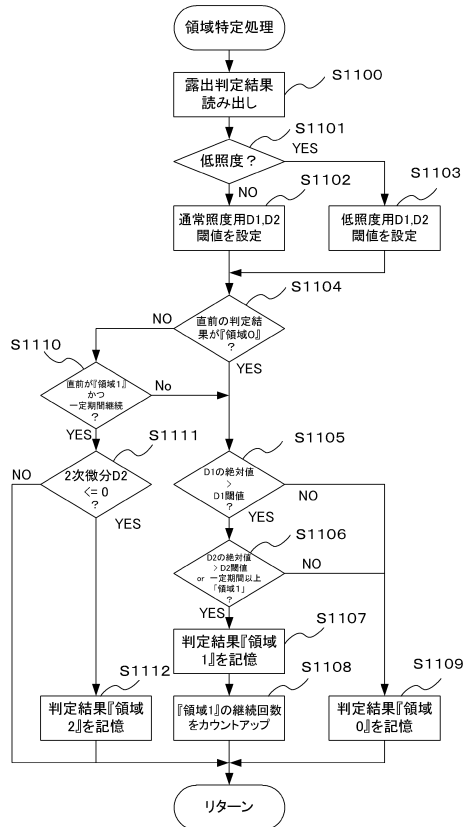 領域特定処理
露出判定結果
読み出し
S1100
S1101
低照度？
YES
NO
S1102
通常照度用D1,D2
閾値を設定
S1103
低照度用D1,D2
閾値を設定
S1104
直前の判定結
果が『領域0』
?
NO
YES
S1110
直前が『領域1』
かつ
一定期間継続
?
No
YES
S1111
2次微分D2
<= 0
?
NO
YES
S1105
D1の絶対値
>
D1閾値
?
NO
YES
S1106
D2の絶対値
> D2閾値
or 一定期間以上
「領域1」
?
NO
YES
S1107
判定結果『領域
1』を記憶
S1108
『領域1』の継続回数
をカウントアップ
S1109
判定結果『領域
0』を記憶
S1112
判定結果『領域
2』を記憶
リターン